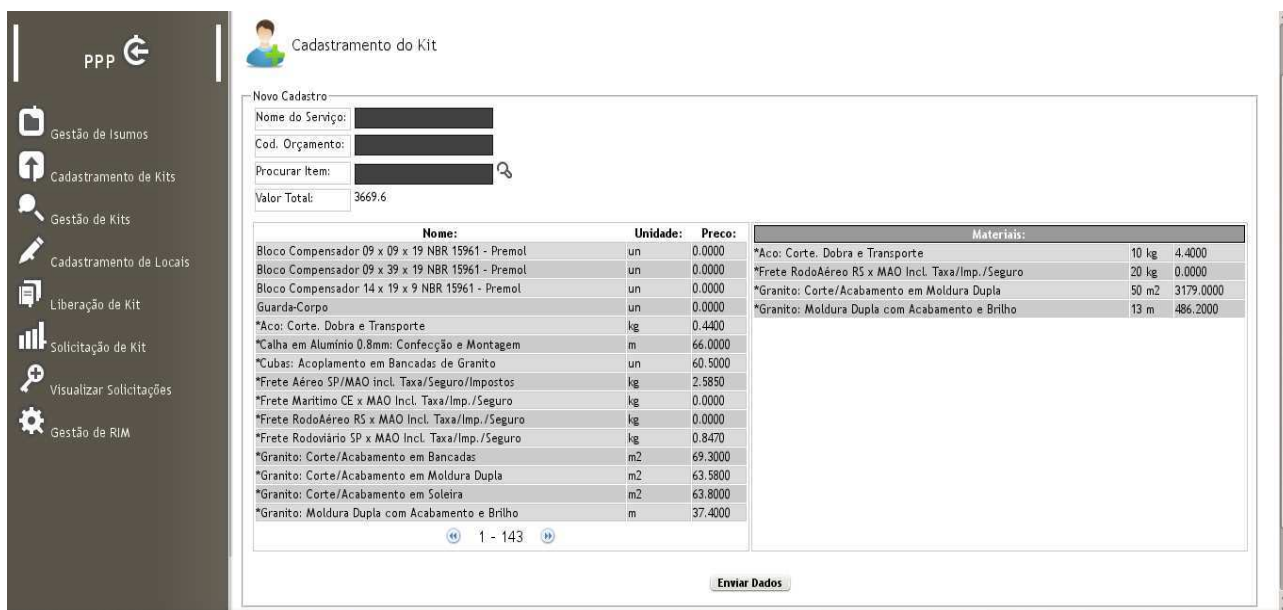 PPP
Gestão de Isumos
Cadastramento de Kits
Gestão de Kits
Cadastramento de Locais
Liberação de Kit
Solicitação de Kit
Visualizar Solicitações
Gestão de RIM
Cadastramento do Kit
Novo Cadastro
Nome do Serviço:
Cod. Orçamento:
Procurar Item:
Valor Total: 3669.6
Nome: Unidade: Preco:
Bloco Compensador 09 x 09 x 19 NBR 15961 - Premol un 0.0000
Bloco Compensador 09 x 39 x 19 NBR 15961 - Premol un 0.0000
Bloco Compensador 14 x 19 x 9 NBR 15961 - Premol un 0.0000
Guarda-Corpo un 0.0000
*Aco: Corte. Dobra e Transporte kg 0.4400
*Calha em Alumínio 0.8mm: Confecção e Montagem m 66.0000
*Cubas: Acoplamento em Bancadas de Granito un 60.5000
*Frete Aéreo SP/MAO incl. Taxa/Seguro/Impostos kg 2.5850
*Frete Maritimo CE x MAO Incl. Taxa/Imp./Seguro kg 0.0000
*Frete RodoAéreo RS x MAO Incl. Taxa/Imp./Seguro kg 0.0000
*Frete Rodoviário SP x MAO Incl. Taxa/Imp./Seguro kg 0.8470
*Granito: Corte/Acabamento em Bancadas m2 69.3000
*Granito: Corte/Acabamento em Moldura Dupla m2 63.5800
*Granito: Corte/Acabamento em Soleira m2 63.8000
*Granito: Moldura Dupla com Acabamento e Brilho m 37.4000
1 - 143
Materiais:
*Aco: Corte. Dobra e Transporte 10 kg 4.4000
*Frete RodoAéreo RS x MAO Incl. Taxa/Imp./Seguro 20 kg 0.0000
*Granito: Corte/Acabamento em Moldura Dupla 50 m2 3179.0000
*Granito: Moldura Dupla com Acabamento e Brilho 13 m 486.2000
Enviar Dados